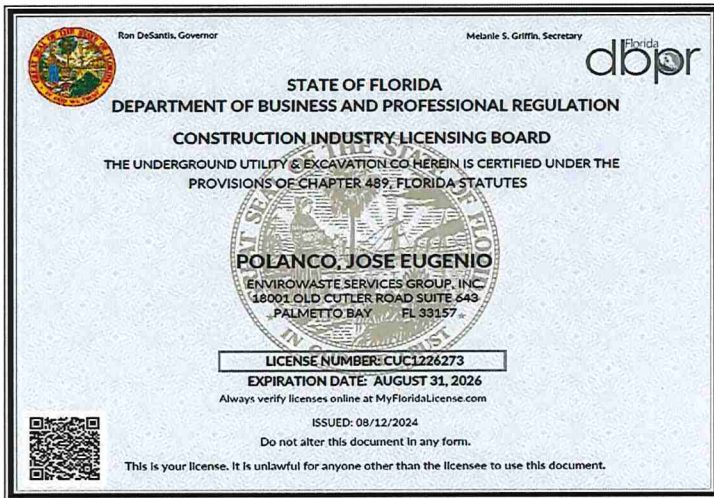 Ron DeSantis, Governor
Melanie S. Griffin, Secretary
Florida
dbpr
STATE OF FLORIDA
DEPARTMENT OF BUSINESS AND PROFESSIONAL REGULATION
CONSTRUCTION INDUSTRY LICENSING BOARD
THE UNDERGROUND UTILITY & EXCAVATION CO HEREIN IS CERTIFIED UNDER THE
PROVISIONS OF CHAPTER 489, FLORIDA STATUTES
POLANCO, JOSE EUGENIO
ENVIROWASTE SERVICES GROUP, INC.
18001 OLD CUTLER ROAD SUITE 643
PALMETTO BAY FL 33157
LICENSE NUMBER: CUC1226273
EXPIRATION DATE: AUGUST 31, 2026
Always verify licenses online at MyFloridaLicense.com
ISSUED: 08/12/2024
Do not alter this document in any form.
This is your license. It is unlawful for anyone other than the licensee to use this document.